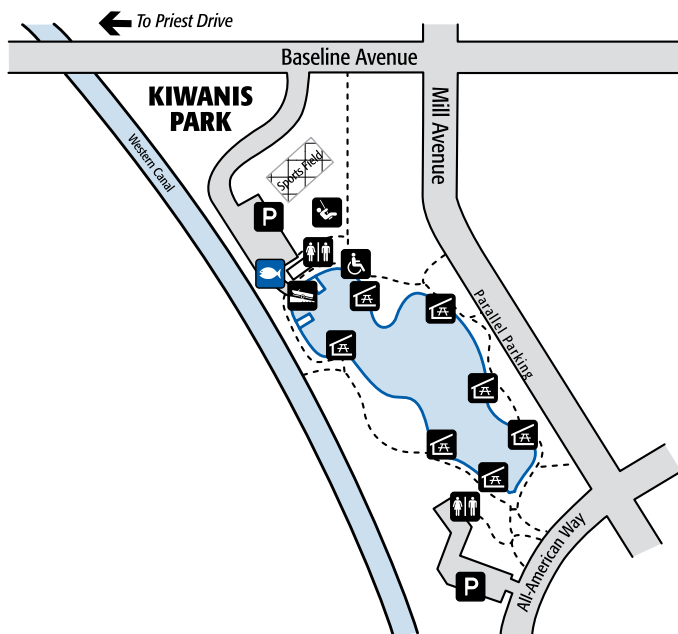 To Priest Drive
Baseline Avenue
KIWANIS
PARK
Mill Avenue
Western Canal
Sports Field
P
Parallel Parking
All-American Way
P